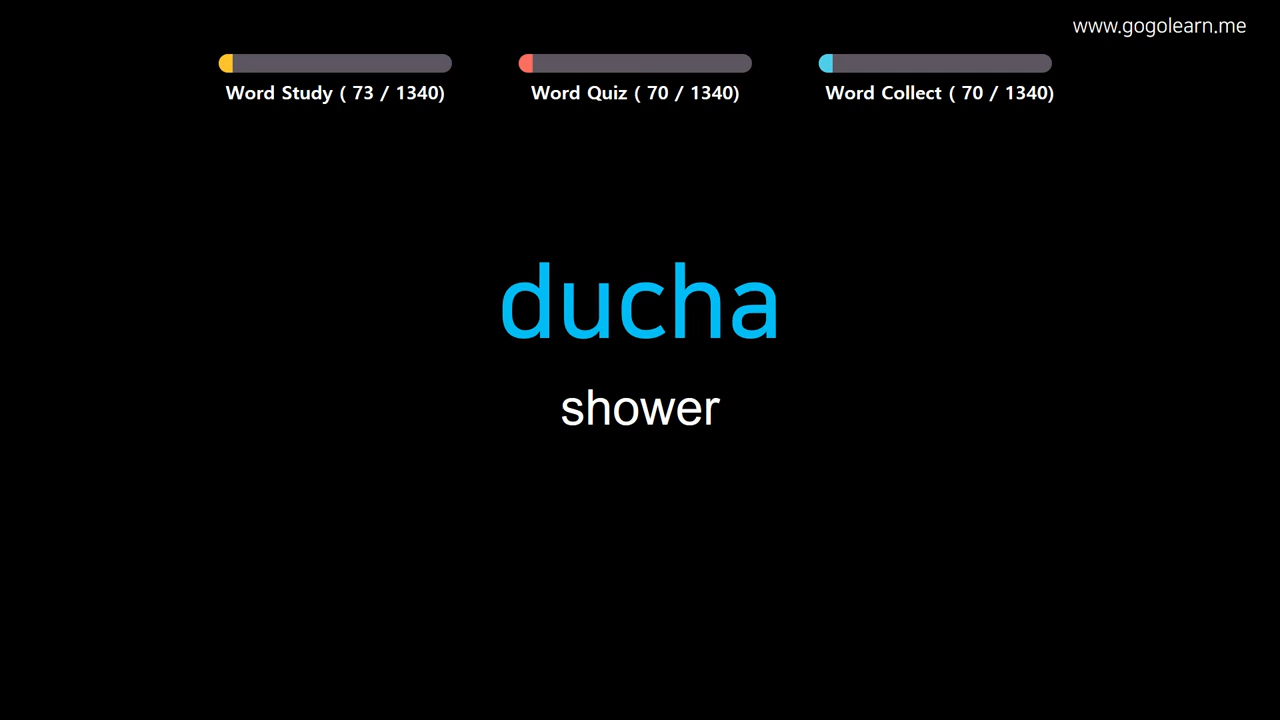 www.gogolearn.me
Word Study ( 73 / 1340)
Word Quiz ( 70 / 1340)
Word Collect ( 70 / 1340)
ducha
shower